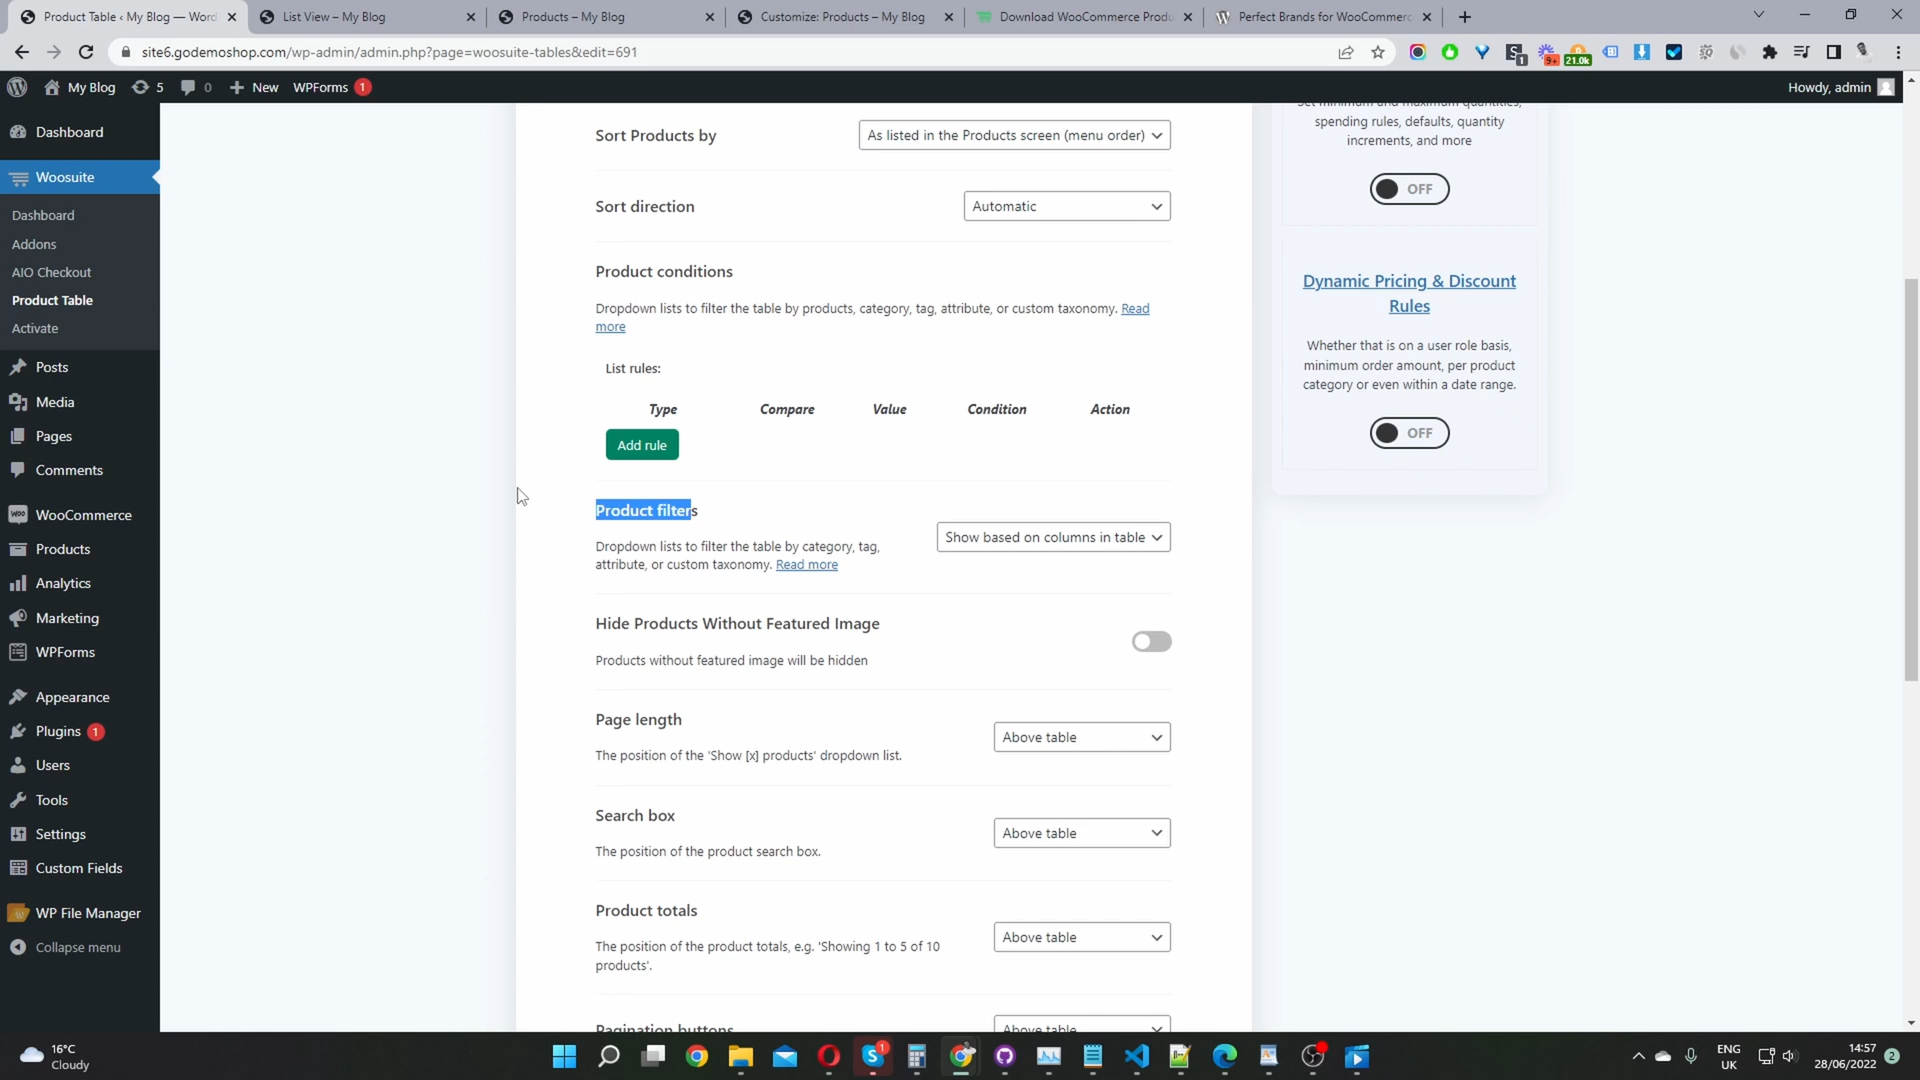 Product Table ‹ My Blog — Word
List View – My Blog
Products – My Blog
Customize: Products – My Blog
Download WooCommerce Produ
Perfect Brands for WooCommerc
site6.godemoshop.com/wp-admin/admin.php?page=woosuite-tables&edit=691
1
9+
21.0k
My Blog
5
0
New
WPForms
1
Howdy, admin
Dashboard
Woosuite
Dashboard
Addons
AIO Checkout
Product Table
Activate
Posts
Media
Pages
Comments
WooCommerce
Products
Analytics
Marketing
WPForms
Appearance
Plugins 1
Users
Tools
Settings
Custom Fields
WP File Manager
Collapse menu
Sort Products by
As listed in the Products screen (menu order)
Sort direction
Automatic
Product conditions
Dropdown lists to filter the table by products, category, tag, attribute, or custom taxonomy. Read
more
List rules:
Type Compare Value Condition Action
Add rule
Product filters
Show based on columns in table
Dropdown lists to filter the table by category, tag,
attribute, or custom taxonomy. Read more
Hide Products Without Featured Image
Products without featured image will be hidden
Page length
Above table
The position of the 'Show [x] products' dropdown list.
Search box
Above table
The position of the product search box.
Product totals
Above table
The position of the product totals, e.g. 'Showing 1 to 5 of 10
products'.
Pagination buttons
Above table
Set minimum and maximum quantities,
spending rules, defaults, quantity
increments, and more
OFF
Dynamic Pricing & Discount
Rules
Whether that is on a user role basis,
minimum order amount, per product
category or even within a date range.
OFF
16°C
Cloudy
1
ENG
UK
14:57
28/06/2022
2